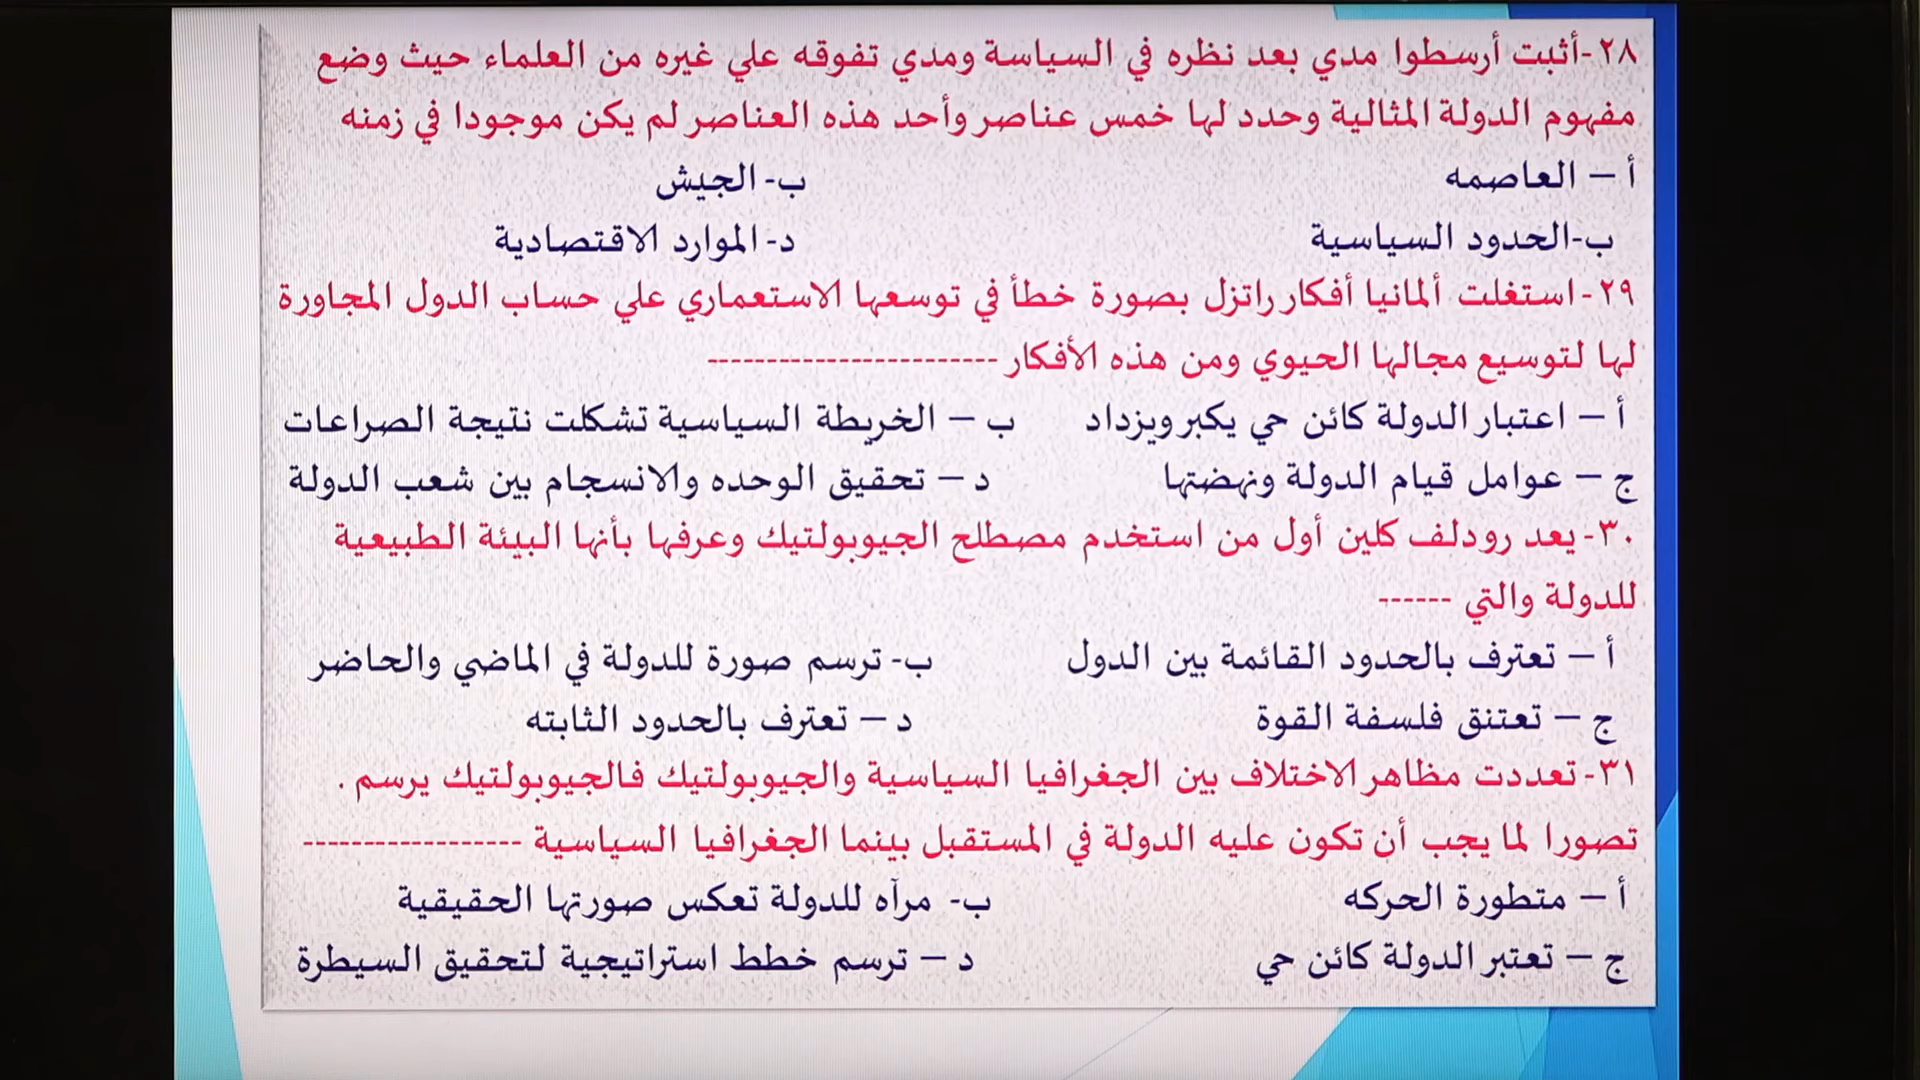 ٢٨-أثبت أرسطوا مدي بعد نظره في السياسة ومدي تفوقه علي غيره من العلماء حيث وضع
مفهوم الدولة المثالية وحدد لها خمس عناصر وأحد هذه العناصر لم يكن موجودا في زمنه
أ – العاصمه ب- الجيش
ب-الحدود السياسية د- الموارد الاقتصادية
٢٩-استغلت ألمانيا أفكار راتزل بصورة خطأ في توسعها الاستعماري علي حساب الدول المجاورة
لها لتوسيع مجالها الحيوي ومن هذه الأفكار ------------------------
أ – اعتبار الدولة كائن حي يكبر ويزداد ب – الخريطة السياسية تشكلت نتيجة الصراعات
ج – عوامل قيام الدولة ونهضتها د – تحقيق الوحده والانسجام بين شعب الدولة
٣٠-يعد رودلف كلين أول من استخدم مصطلح الجيوبولتيك وعرفها بأنها البيئة الطبيعية
للدولة والتي ------
أ – تعترف بالحدود القائمة بين الدول ب- ترسم صورة للدولة في الماضي والحاضر
ج – تعتنق فلسفة القوة د – تعترف بالحدود الثابته
٣١-تعددت مظاهر الاختلاف بين الجغرافيا السياسية والجيوبولتيك فالجيوبولتيك يرسم .
تصورا لما يجب أن تكون عليه الدولة في المستقبل بينما الجغرافيا السياسية ------------------
أ – متطورة الحركه ب- مرآه للدولة تعكس صورتها الحقيقية
ج – تعتبر الدولة كائن حي د – ترسم خطط استراتيجية لتحقيق السيطرة